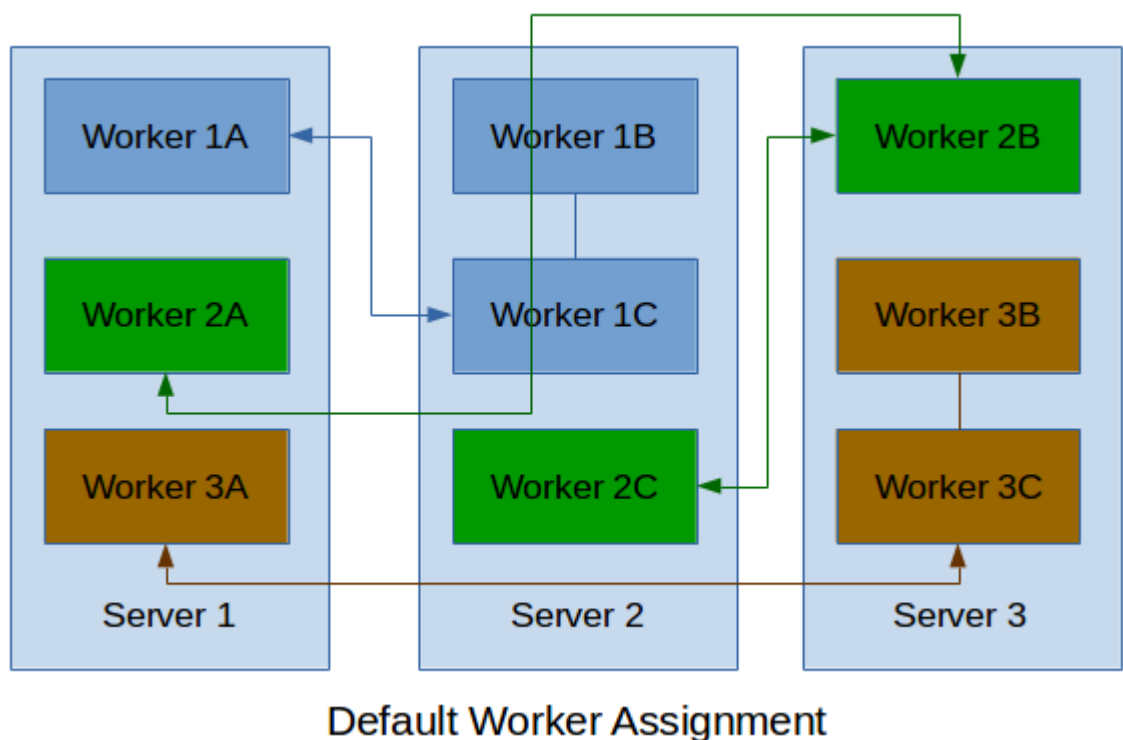 Worker 1A
Worker 2A
Worker 3A
Server 1
Worker 1B
Worker 1C
Worker 2C
Server 2
Worker 2B
Worker 3B
Worker 3C
Server 3
Default Worker Assignment